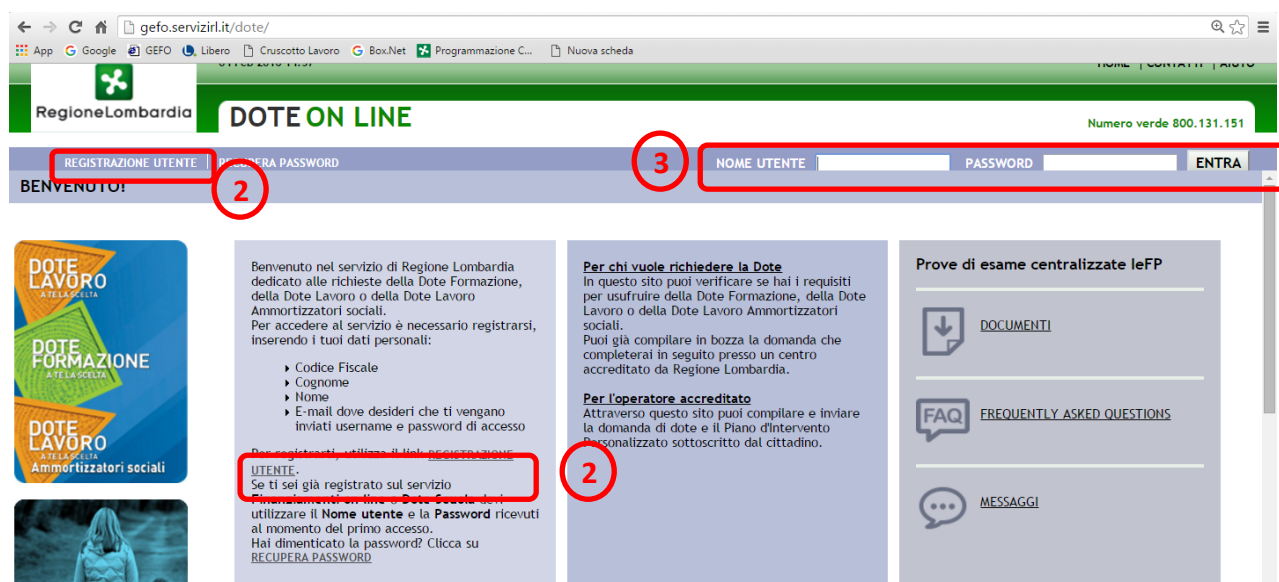 gefo.servizirl.it/dote/
App Google GEFO Libero Cruscotto Lavoro Box.Net Programmazione C... Nuova scheda
HOME | CONTATTI | AIUTO
RegioneLombardia
DOTE ON LINE
Numero verde 800.131.151
REGISTRAZIONE UTENTE | RECUPERA PASSWORD
3
NOME UTENTE
PASSWORD
ENTRA
BENVENUTO!
2
DOTE
LAVORO
A TE LA SCELTA
DOTE
FORMAZIONE
A TE LA SCELTA
DOTE
LAVORO
A TE LA SCELTA
Ammortizzatori sociali
Benvenuto nel servizio di Regione Lombardia
dedicato alle richieste della Dote Formazione,
della Dote Lavoro o della Dote Lavoro
Ammortizzatori sociali.
Per accedere al servizio è necessario registrarsi,
inserendo i tuoi dati personali:
Codice Fiscale
Cognome
Nome
E-mail dove desideri che ti vengano
inviati username e password di accesso
Per registrarti, utilizza il link REGISTRAZIONE
UTENTE.
Se ti sei già registrato sul servizio
Finanziamenti on line o Dote Scuola devi
utilizzare il Nome utente e la Password ricevuti
al momento del primo accesso.
Hai dimenticato la password? Clicca su
RECUPERA PASSWORD
2
Per chi vuole richiedere la Dote
In questo sito puoi verificare se hai i requisiti
per usufruire della Dote Formazione, della Dote
Lavoro o della Dote Lavoro Ammortizzatori
sociali.
Puoi già compilare in bozza la domanda che
completerai in seguito presso un centro
accreditato da Regione Lombardia.
Per l'operatore accreditato
Attraverso questo sito puoi compilare e inviare
la domanda di dote e il Piano d'Intervento
Personalizzato sottoscritto dal cittadino.
Prove di esame centralizzate IeFP
DOCUMENTI
FAQ
FREQUENTLY ASKED QUESTIONS
MESSAGGI